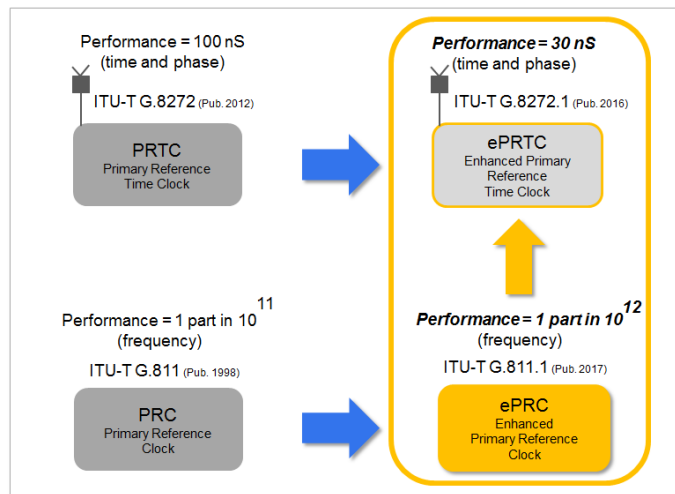 Performance = 100 nS
(time and phase)
ITU-T G.8272 (Pub. 2012)
PRTC
Primary Reference
Time Clock
Performance = 30 nS
(time and phase)
ITU-T G.8272.1 (Pub. 2016)
ePRTC
Enhanced Primary
Reference
Time Clock
Performance = 1 part in 10^11
(frequency)
ITU-T G.811 (Pub. 1998)
PRC
Primary Reference
Clock
Performance = 1 part in 10^12
(frequency)
ITU-T G.811.1 (Pub. 2017)
ePRC
Enhanced
Primary Reference
Clock